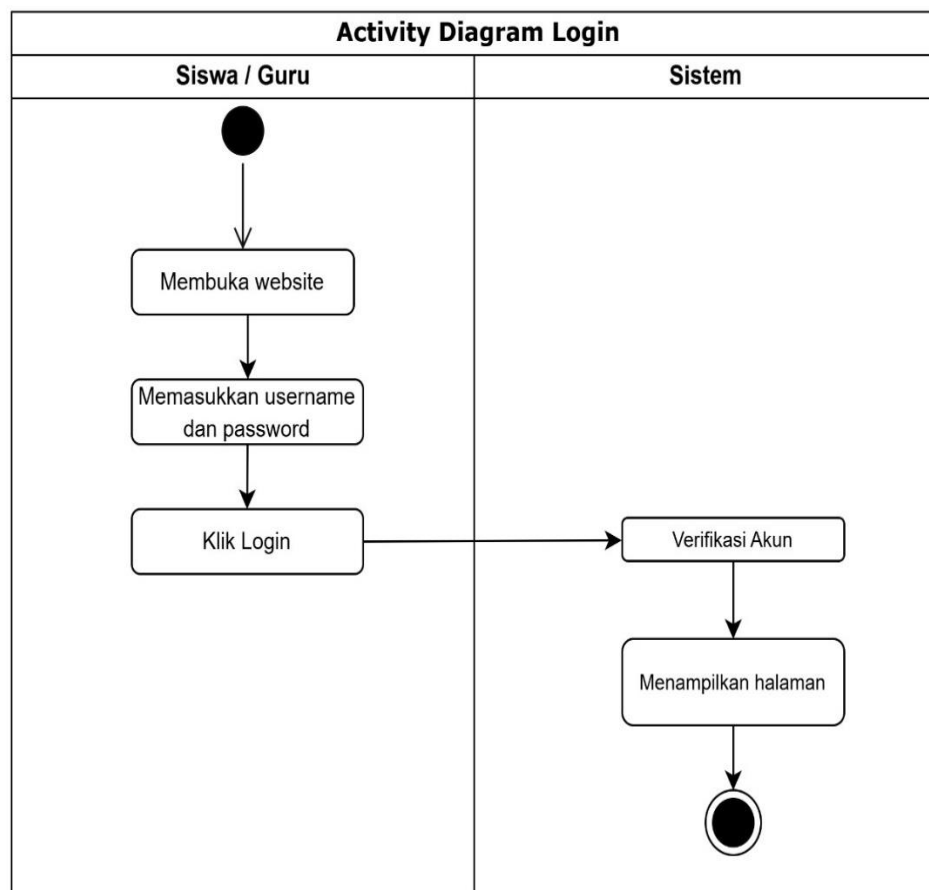 Activity Diagram Login
Siswa / Guru
Sistem
Membuka website
Memasukkan username
dan password
Klik Login
Verifikasi Akun
Menampilkan halaman